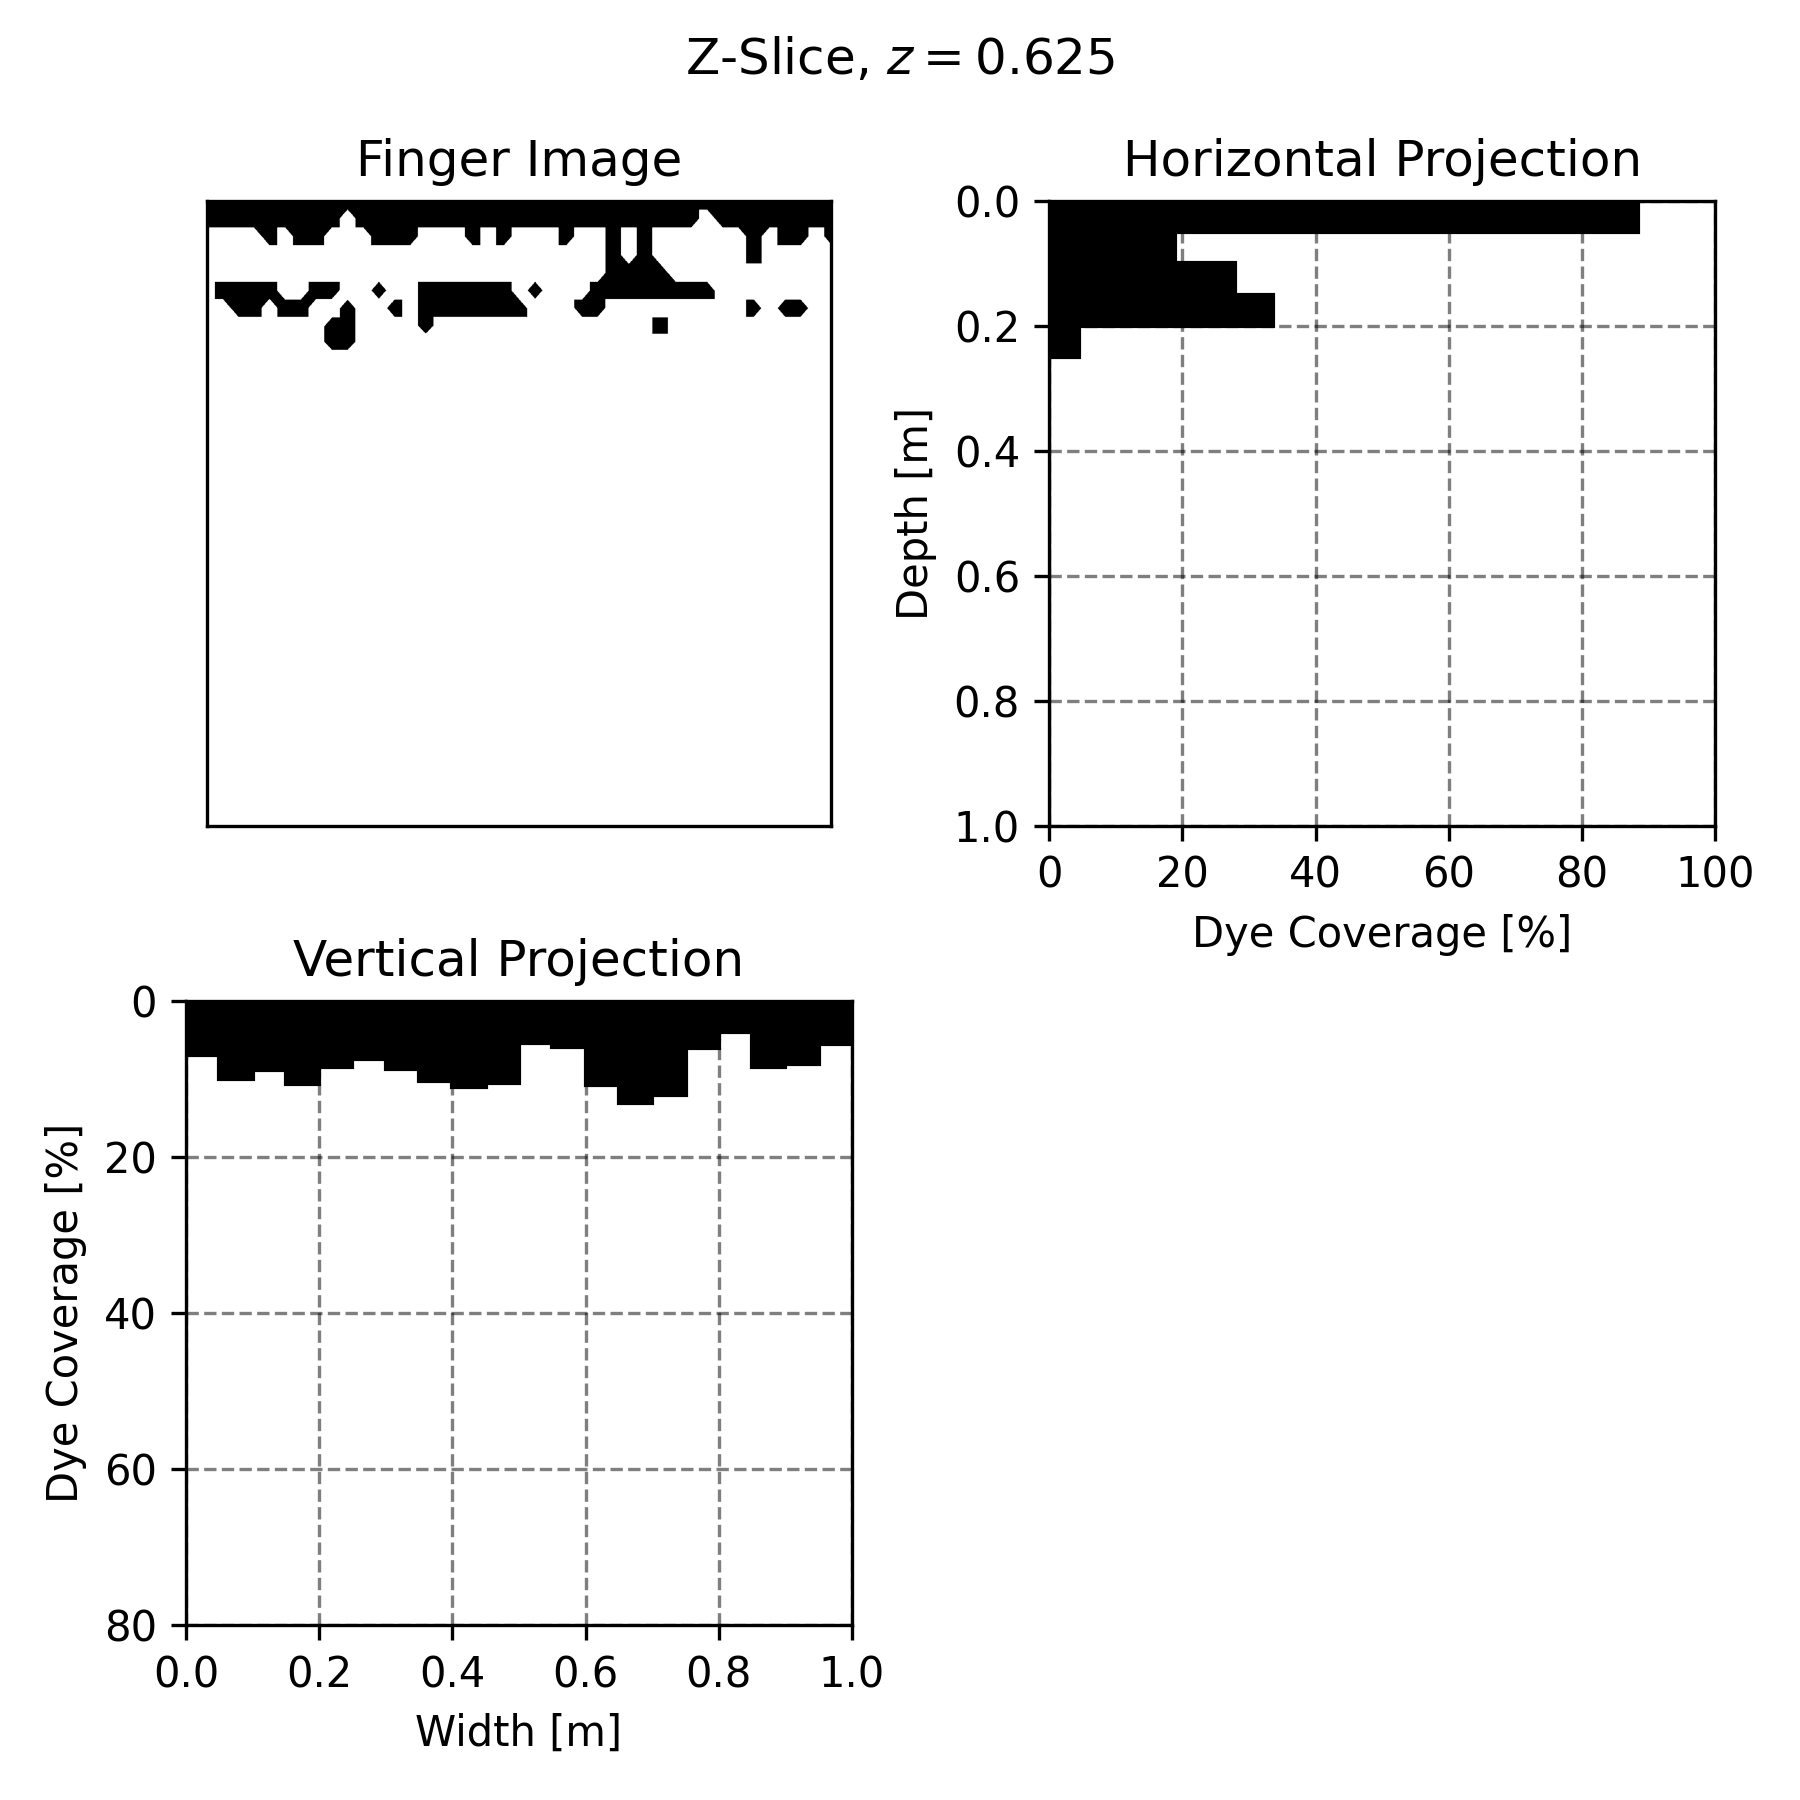 Z-Slice, z = 0.625
Finger Image
Horizontal Projection
0.0
0.2
0.4
0.6
0.8
1.0
Depth [m]
0 20 40 60 80 100
Dye Coverage [%]
Vertical Projection
0
20
40
60
80
Dye Coverage [%]
0.0 0.2 0.4 0.6 0.8 1.0
Width [m]